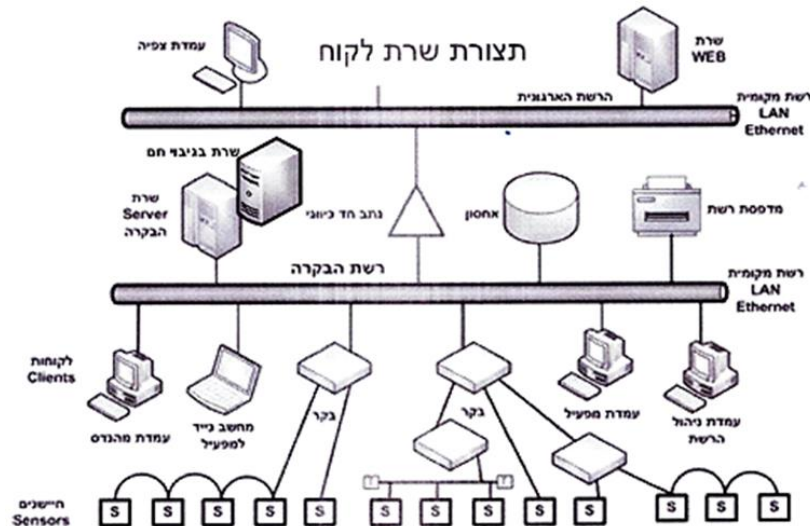 תצורת שרת לקוח
עמדת צפיה
שרת
WEB
הרשת הארגונית
רשת מקומית
LAN
Ethernet
שרת בגיבוי חם
שרת
Server
הבקרה
נתב חד כיווני
אחסון
מדפסת רשת
רשת הבקרה
רשת מקומית
LAN
Ethernet
לקוחות
Clients
עמדת מהנדס
מחשב נייד
למפעיל
בקר
בקר
עמדת מפעיל
עמדת ניהול
הרשת
חיישנים
Sensors
S S S S S S S S S S S S S
T T